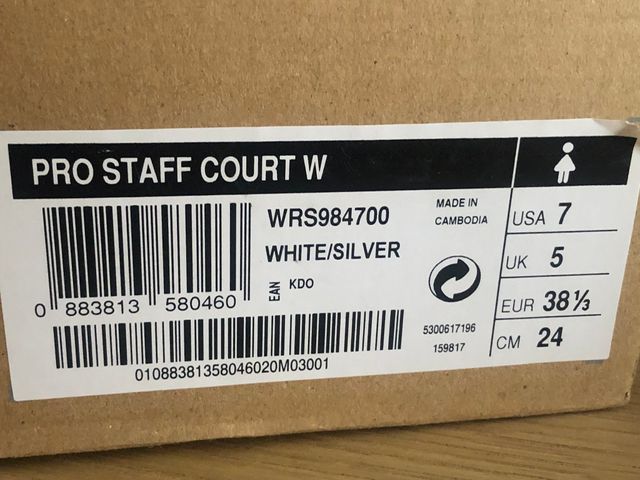 PRO STAFF COURT W
WRS984700
WHITE/SILVER
EAN
KDO
0 883813 580460
01088381358046020M03001
MADE IN
CAMBODIA
5300617196
159817
USA 7
UK 5
EUR 38 1/3
CM 24